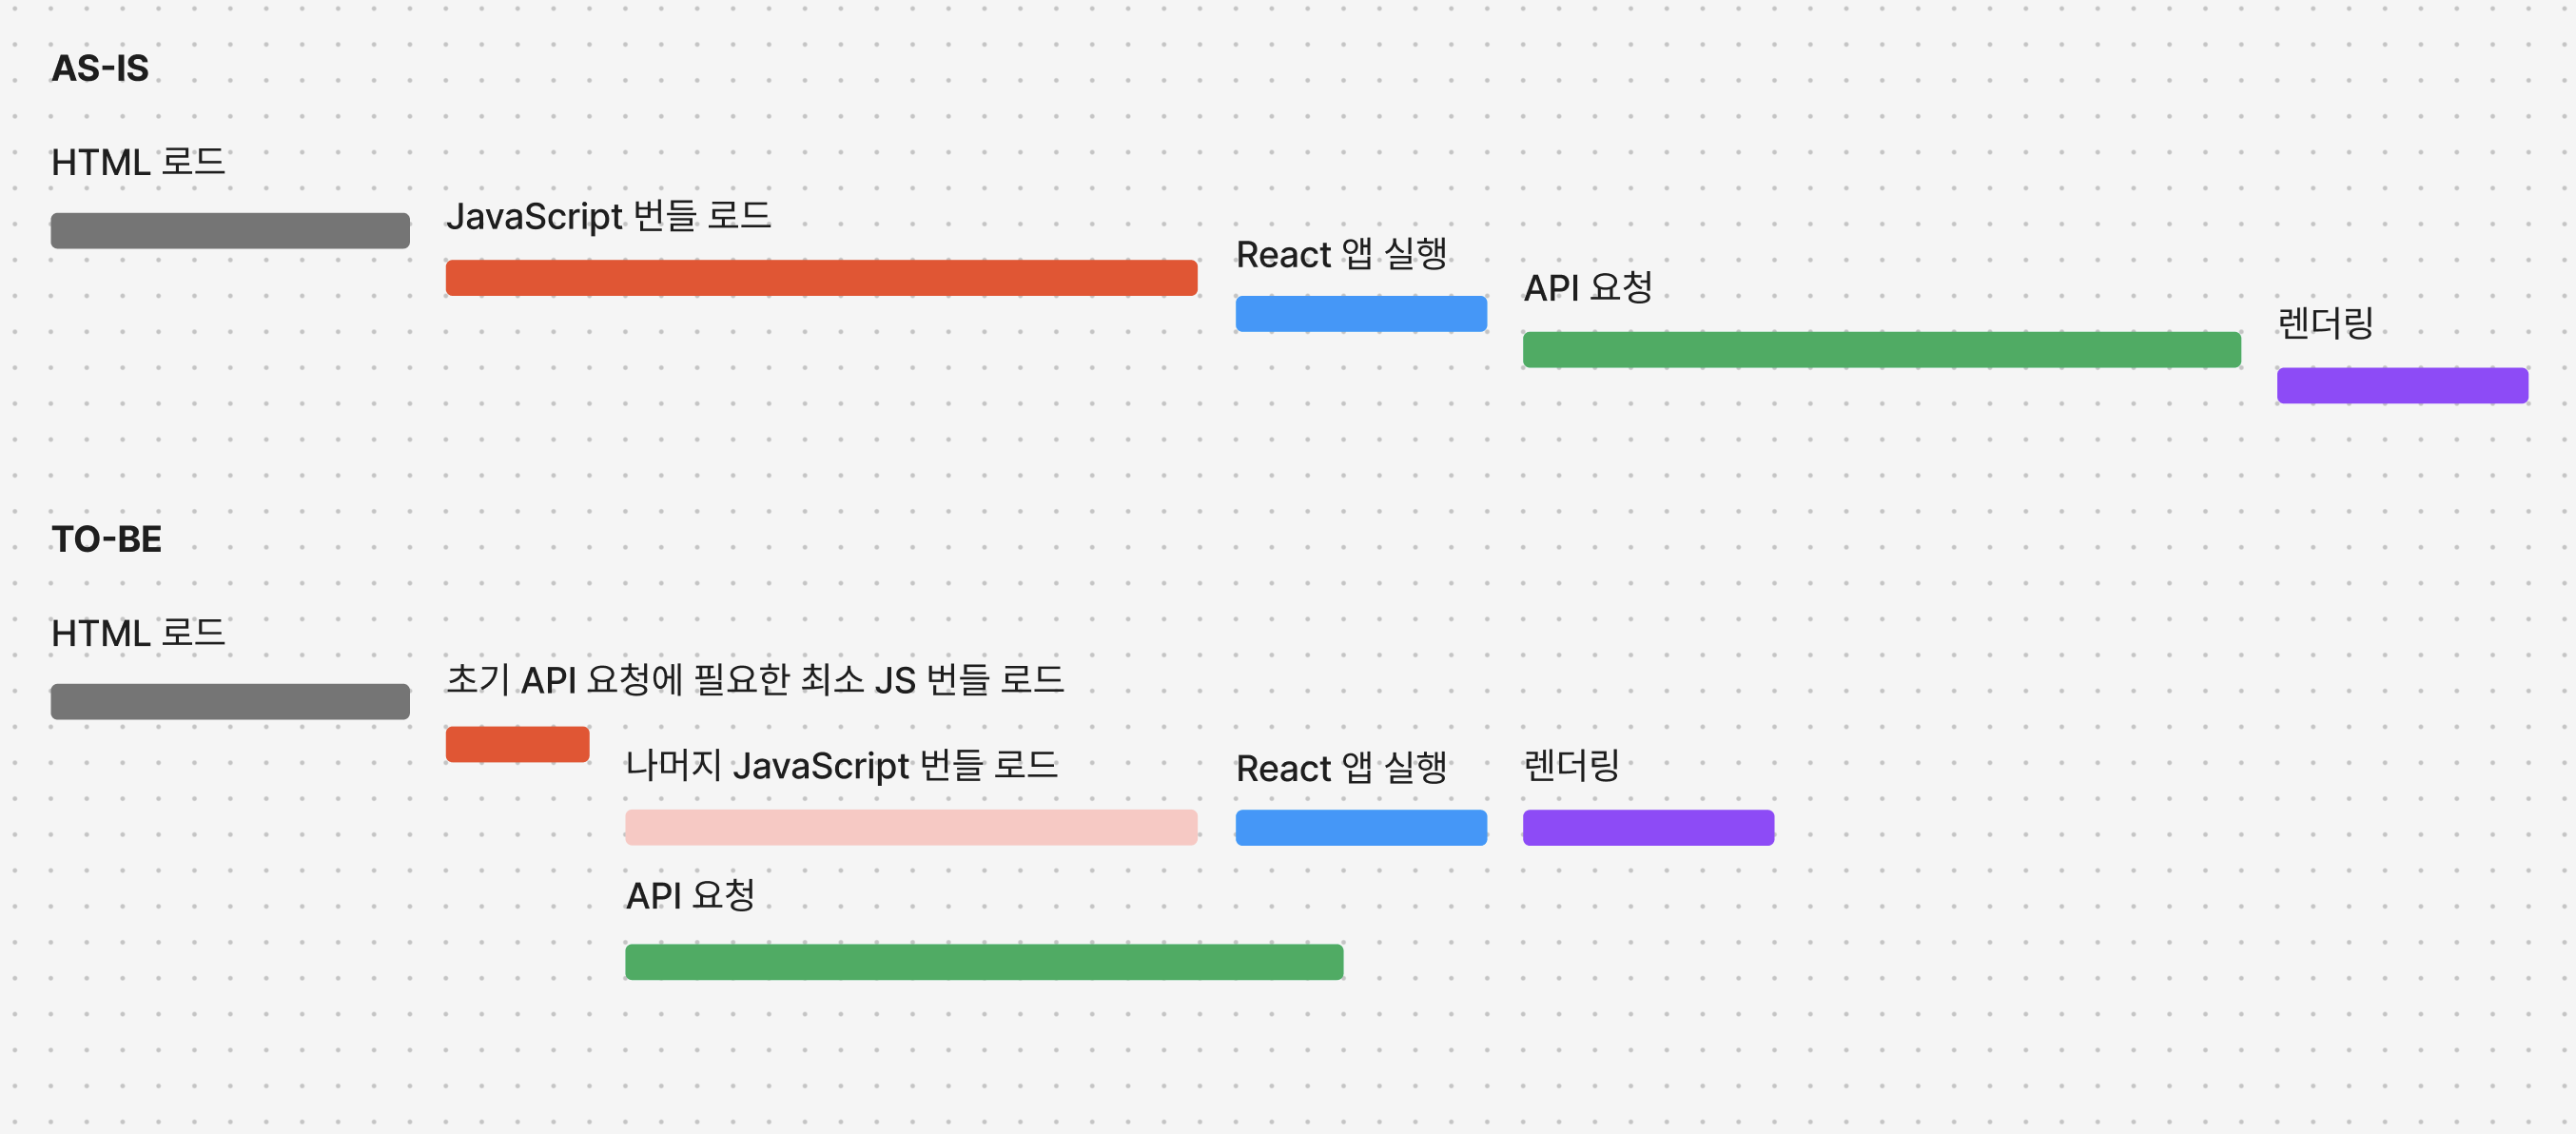 AS-IS
HTML 로드
JavaScript 번들 로드
React 앱 실행
API 요청
렌더링
TO-BE
HTML 로드
초기 API 요청에 필요한 최소 JS 번들 로드
나머지 JavaScript 번들 로드
React 앱 실행
렌더링
API 요청